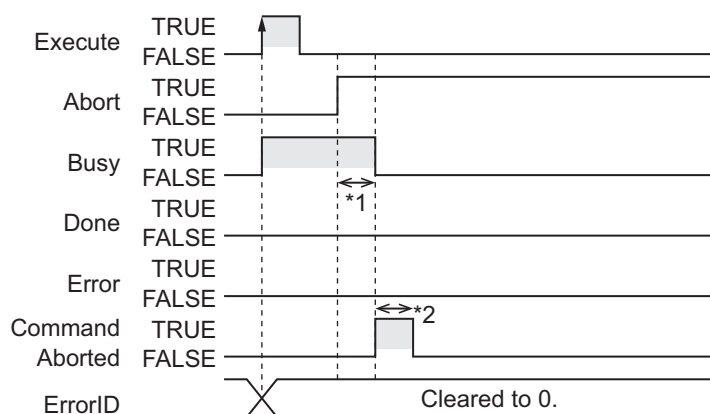 Execute TRUE
FALSE
Abort TRUE
FALSE
Busy TRUE
FALSE
*1
Done TRUE
FALSE
Error TRUE
FALSE
*2
Command TRUE
Aborted FALSE
ErrorID Cleared to 0.